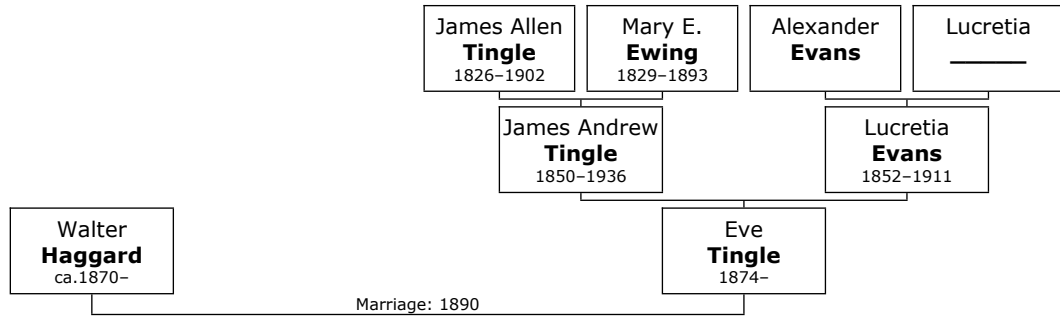 James Allen
Tingle
1826–1902
Mary E.
Ewing
1829–1893
Alexander
Evans
Lucretia
______
James Andrew
Tingle
1850–1936
Lucretia
Evans
1852–1911
Walter
Haggard
ca.1870–
Eve
Tingle
1874–
Marriage: 1890